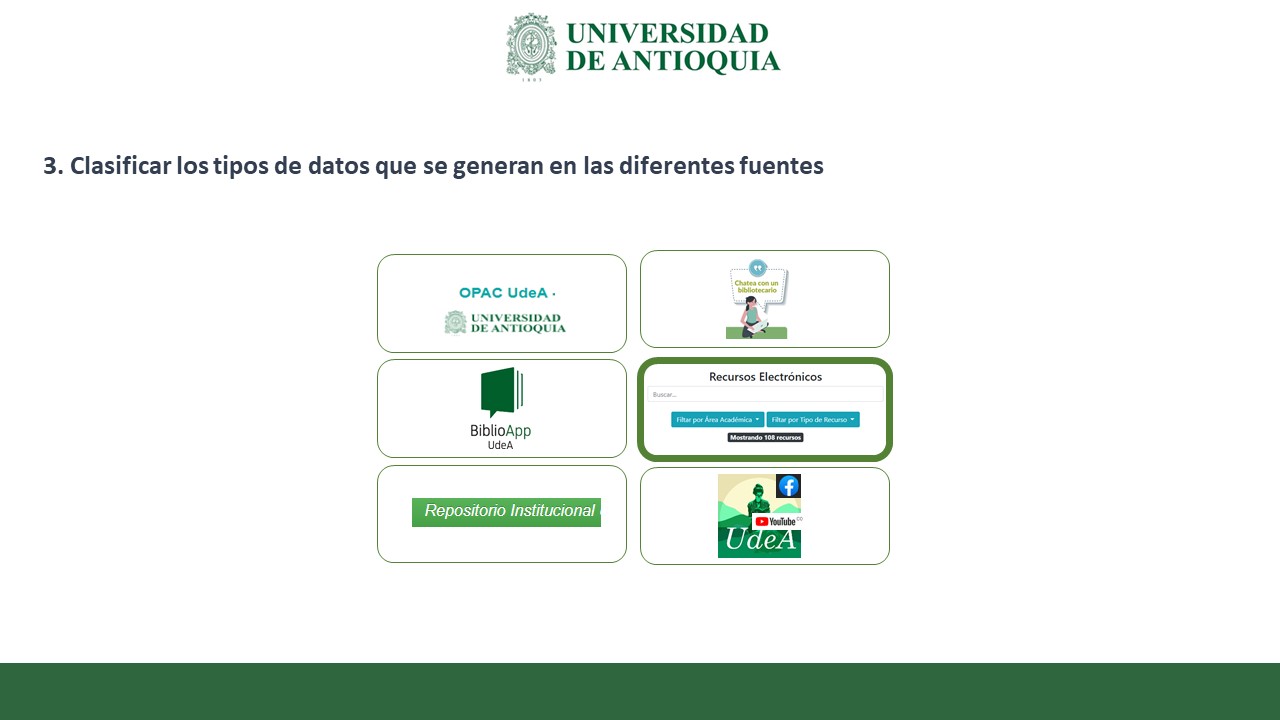 UNIVERSIDAD
DE ANTIOQUIA
1803
3. Clasificar los tipos de datos que se generan en las diferentes fuentes
OPAC UdeA ·
UNIVERSIDAD
DE ANTIOQUIA
Chatea con un
bibliotecario
BiblioApp
UdeA
Recursos Electrónicos
Buscar...
Filtar por Área Académica
Filtar por Tipo de Recurso
Mostrando 108 recursos
Repositorio Institucional
YouTube CO
UdeA